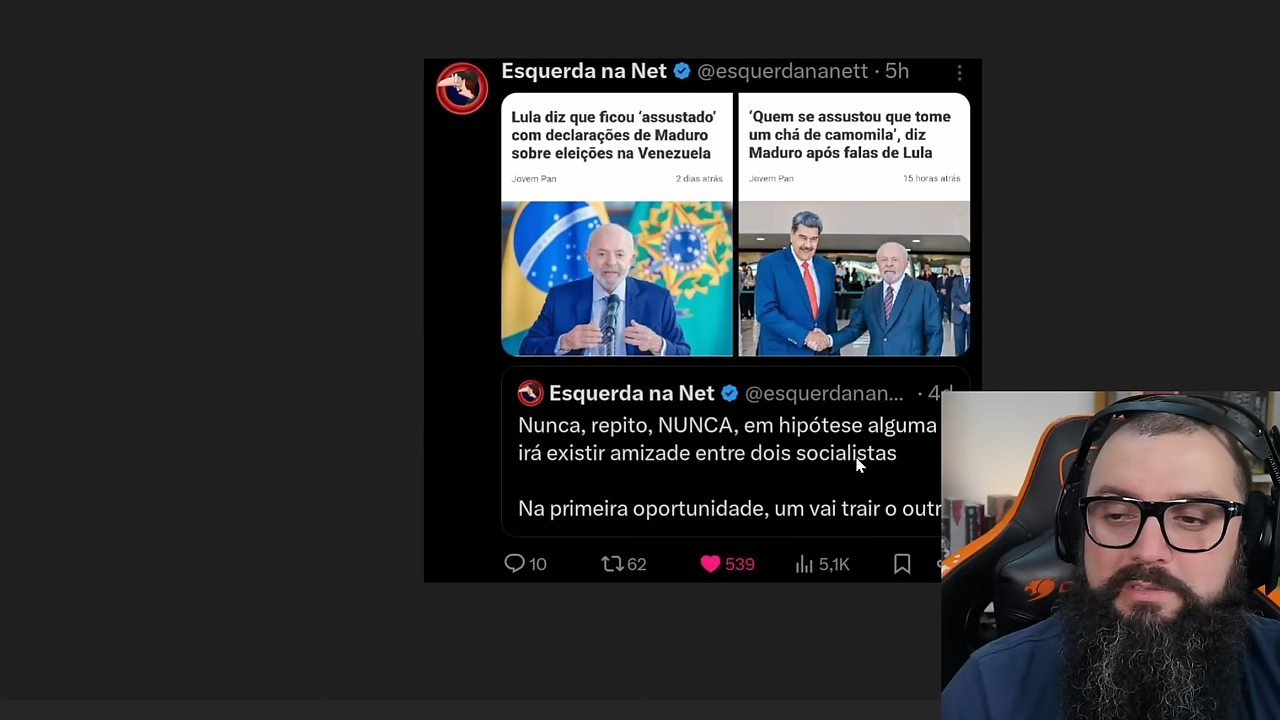 Esquerda na Net @esquerdananett · 5h
Lula diz que ficou ‘assustado’
com declarações de Maduro
sobre eleições na Venezuela
Jovem Pan 2 dias atrás
‘Quem se assustou que tome
um chá de camomila’, diz
Maduro após falas de Lula
Jovem Pan 15 horas atrás
Esquerda na Net @esquerdanan... · 4d
Nunca, repito, NUNCA, em hipótese alguma
irá existir amizade entre dois socialistas
Na primeira oportunidade, um vai trair o outr
10 62 539 5,1K